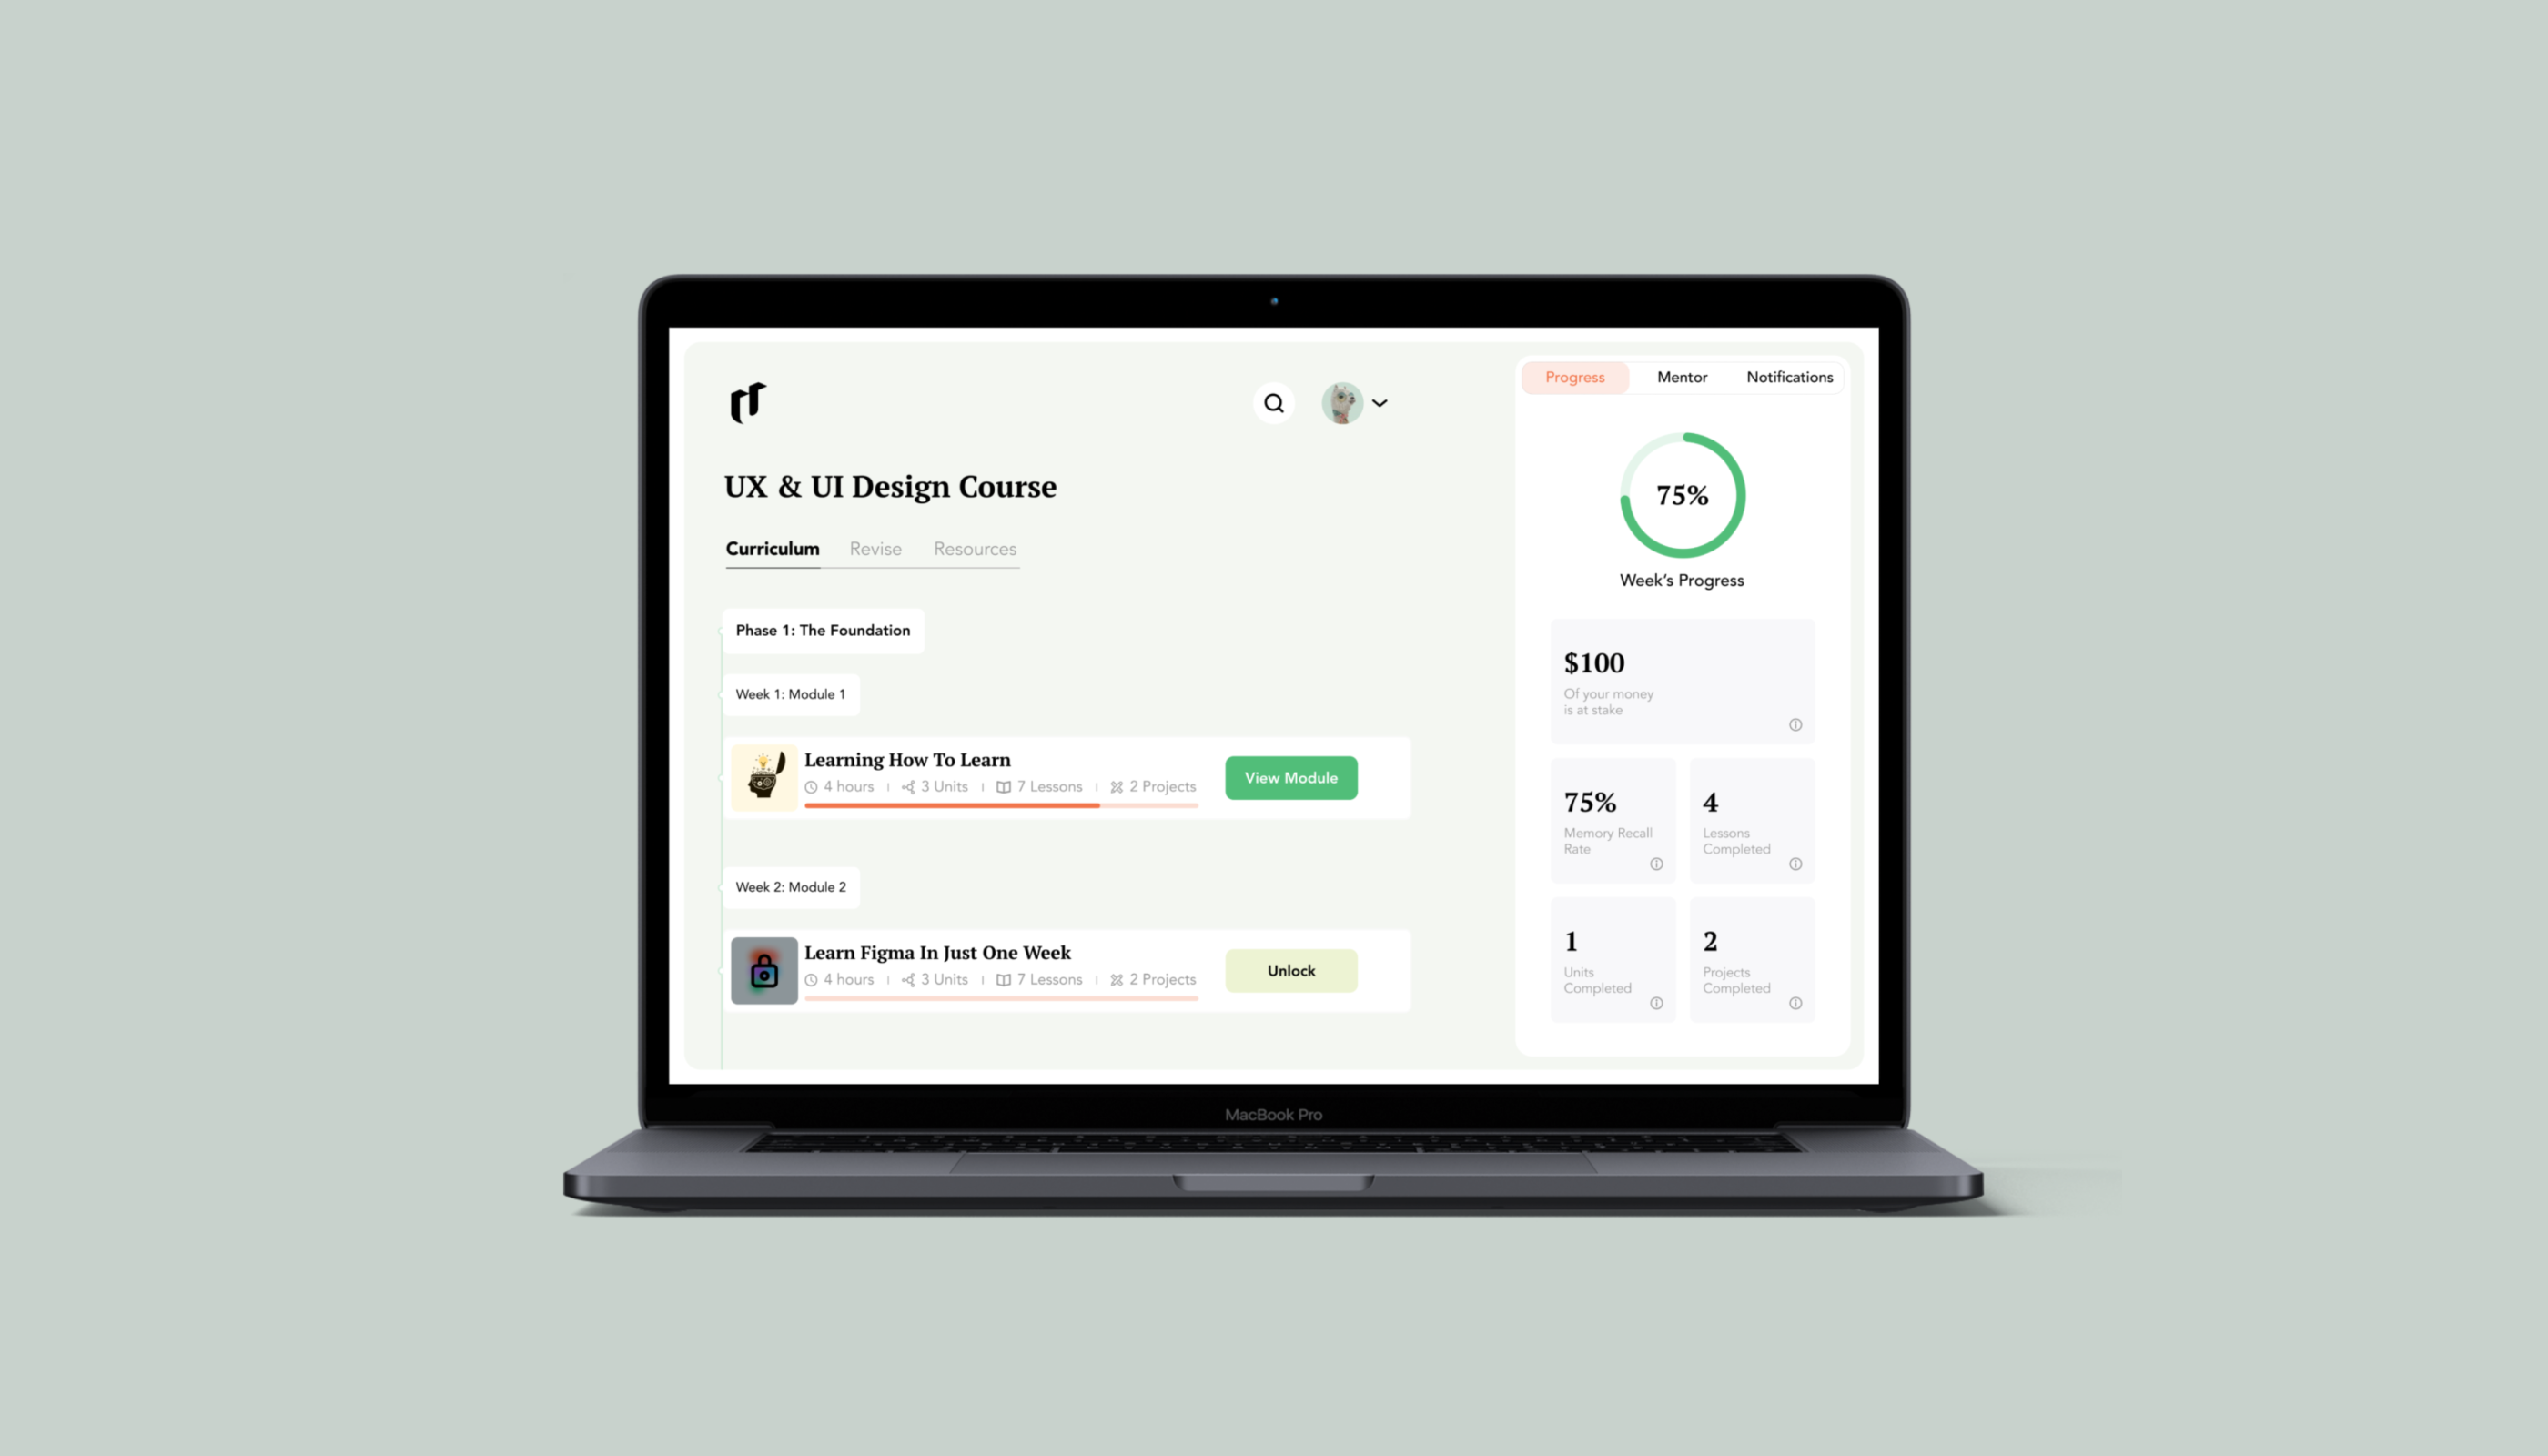 Progress
Mentor
Notifications
UX & UI Design Course
Curriculum
Revise
Resources
Phase 1: The Foundation
Week 1: Module 1
Learning How To Learn
4 hours
3 Units
7 Lessons
2 Projects
View Module
Week 2: Module 2
Learn Figma In Just One Week
4 hours
3 Units
7 Lessons
2 Projects
Unlock
75%
Week’s Progress
$100
Of your money
is at stake
75%
Memory Recall
Rate
4
Lessons
Completed
1
Units
Completed
2
Projects
Completed
MacBook Pro